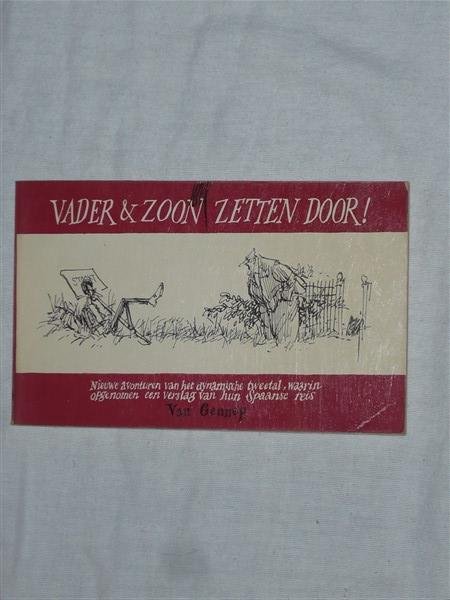 VADER & ZOON ZETTEN DOOR!
Nieuwe avonturen van het dynamische tweetal, waarin
opgenomen een verslag van hun Spaanse reis
Van Gennep